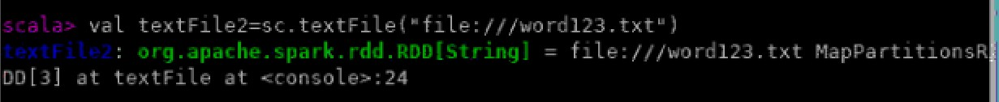 scala> val textFile2=sc.textFile("file:///word123.txt")
textFile2: org.apache.spark.rdd.RDD[String] = file:///word123.txt MapPartitionsR
DD[3] at textFile at <console>:24